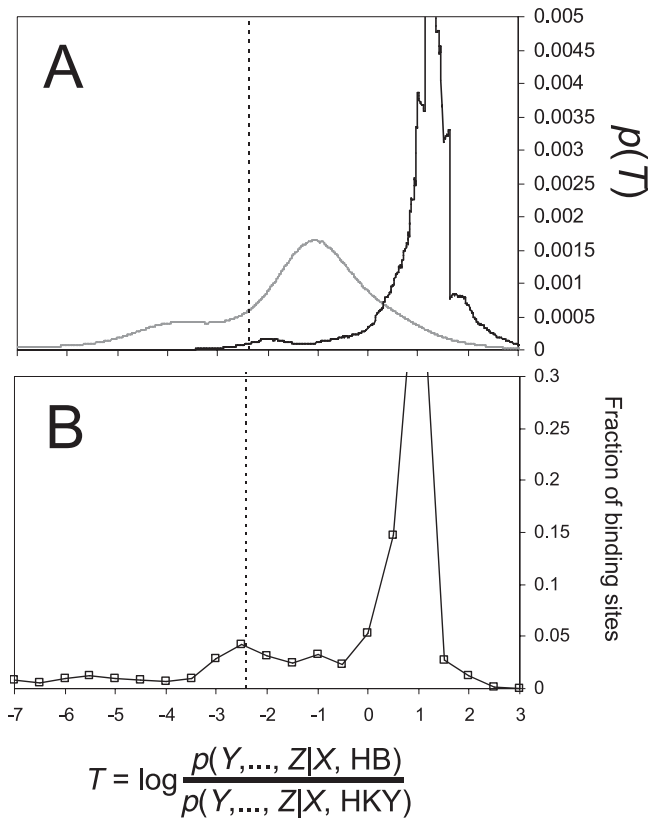 A
0.005
0.0045
0.004
0.0035
0.003
0.0025
0.002
0.0015
0.001
0.0005
0
p(T)
B
0.3
0.25
0.2
0.15
0.1
0.05
0
Fraction of binding sites
-7 -6 -5 -4 -3 -2 -1 0 1 2 3
T = log p(Y,..., Z|X, HB)
p(Y,..., Z|X, HKY)